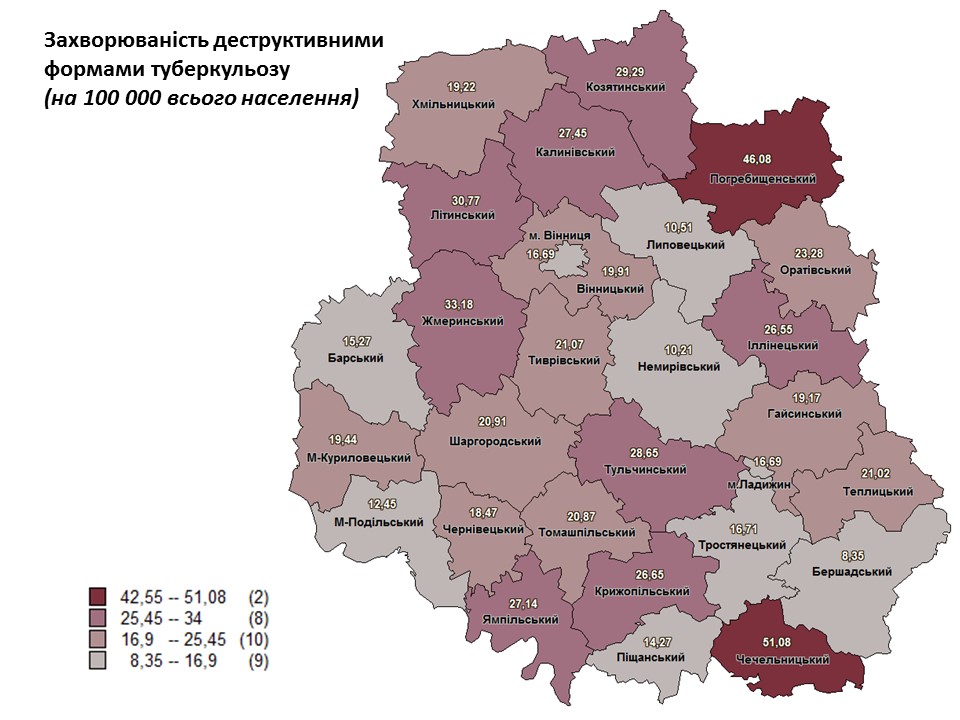 Захворюваність деструктивними
формами туберкульозу
(на 100 000 всього населення)
29,29
Козятинський
19,22
Хмільницький
27,45
Калинівський
46,08
Погребищенський
30,77
Літинський
10,51
Липовецький
м. Вінниця
16,69
19,91
Вінницький
23,28
Оратівський
33,18
Жмеринський
26,55
Іллінецький
15,27
Барський
21,07
Тиврівський
10,21
Немирівський
19,17
Гайсинський
20,91
Шаргородський
19,44
М-Куриловецький
28,65
Тульчинський
16,69
м.Ладижин
21,02
Теплицький
12,45
М-Подільський
18,47
Чернівецький
20,87
Томашпільський
16,71
Тростянецький
8,35
Бершадський
26,65
Крижопільський
27,14
Ямпільський
14,27
Піщанський
51,08
Чечельницький
42,55 -- 51,08 (2)
25,45 -- 34 (8)
16,9 -- 25,45 (10)
8,35 -- 16,9 (9)